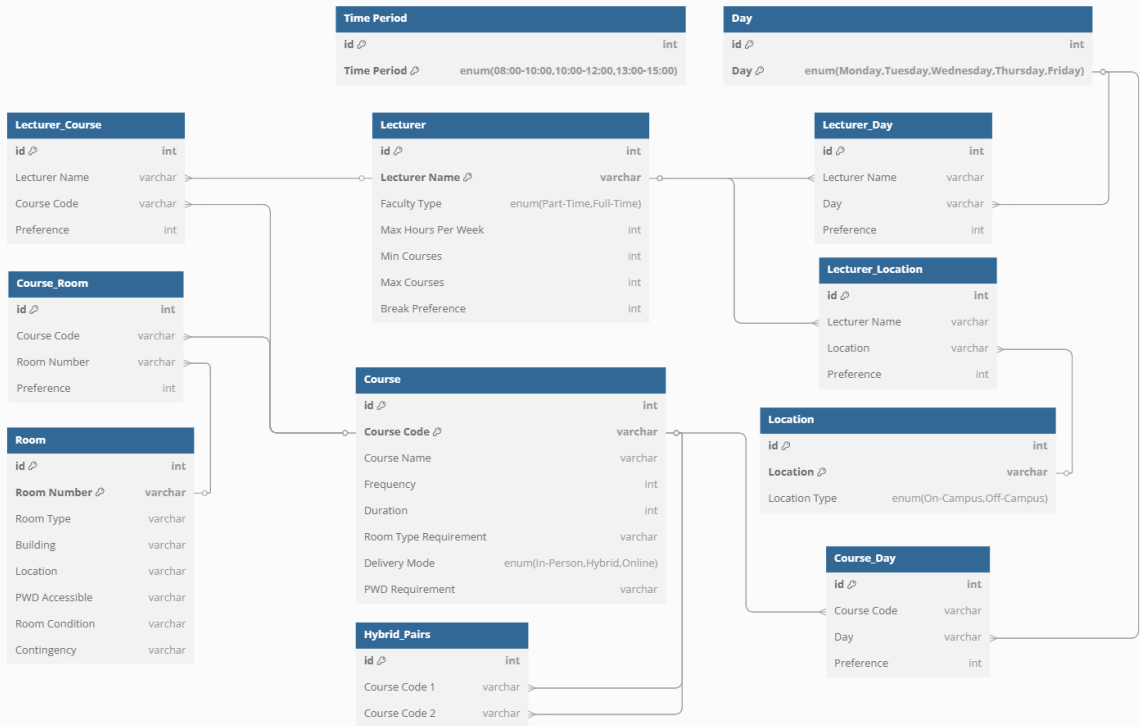 Time Period
id int
Time Period enum(08:00-10:00,10:00-12:00,13:00-15:00)
Day
id int
Day enum(Monday,Tuesday,Wednesday,Thursday,Friday)
Lecturer_Course
id int
Lecturer Name varchar
Course Code varchar
Preference int
Lecturer
id int
Lecturer Name varchar
Faculty Type enum(Part-Time,Full-Time)
Max Hours Per Week int
Min Courses int
Max Courses int
Break Preference int
Lecturer_Day
id int
Lecturer Name varchar
Day varchar
Preference int
Lecturer_Location
id int
Lecturer Name varchar
Location varchar
Preference int
Course_Room
id int
Course Code varchar
Room Number varchar
Preference int
Course
id int
Course Code varchar
Course Name varchar
Frequency int
Duration int
Room Type Requirement varchar
Delivery Mode enum(In-Person,Hybrid,Online)
PWD Requirement varchar
Location
id int
Location varchar
Location Type enum(On-Campus,Off-Campus)
Room
id int
Room Number varchar
Room Type varchar
Building varchar
Location varchar
PWD Accessible varchar
Room Condition varchar
Contingency varchar
Course_Day
id int
Course Code varchar
Day varchar
Preference int
Hybrid_Pairs
id int
Course Code 1 varchar
Course Code 2 varchar